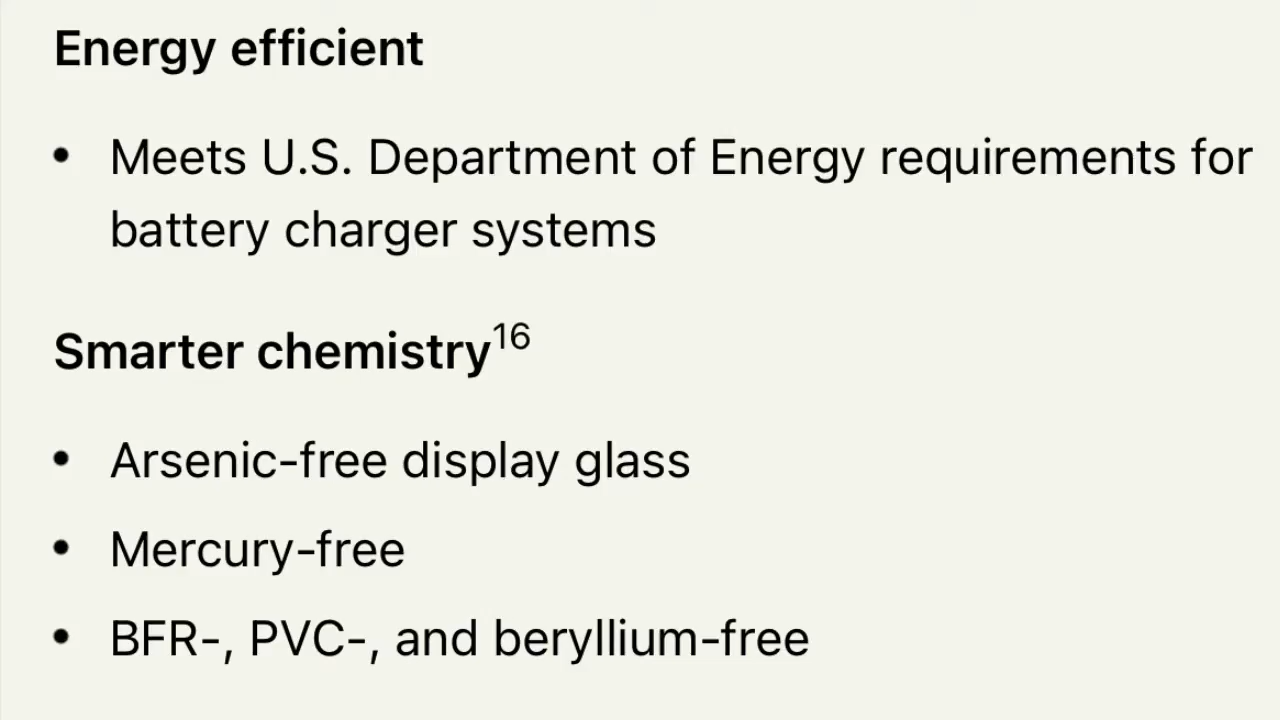 Energy efficient
• Meets U.S. Department of Energy requirements for
battery charger systems
Smarter chemistry16
• Arsenic-free display glass
• Mercury-free
• BFR-, PVC-, and beryllium-free